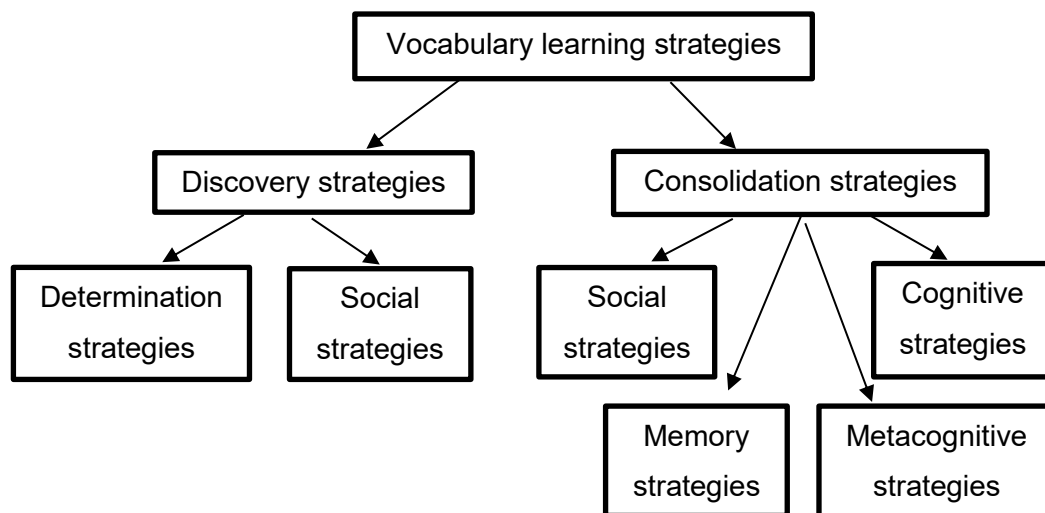 Vocabulary learning strategies
Discovery strategies
Consolidation strategies
Determination
strategies
Social
strategies
Social
strategies
Cognitive
strategies
Memory
strategies
Metacognitive
strategies